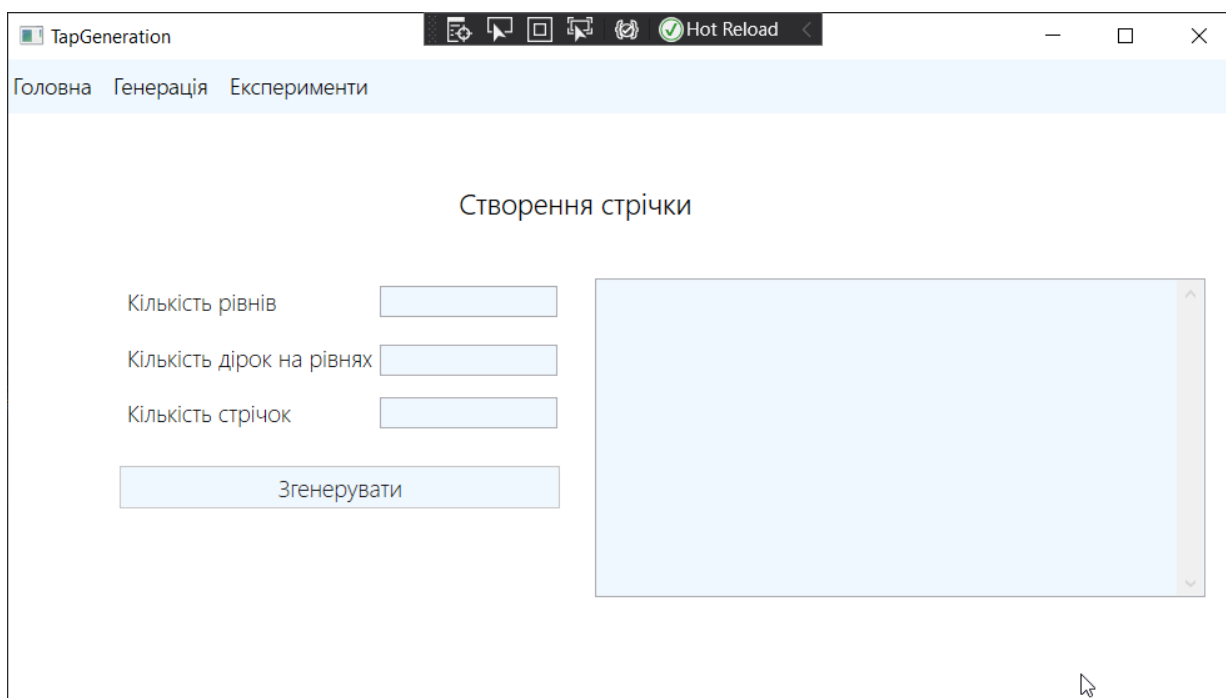 TapGeneration
Hot Reload
Головна Генерація Експерименти
Створення стрічки
Кількість рівнів
Кількість дірок на рівнях
Кількість стрічок
Згенерувати